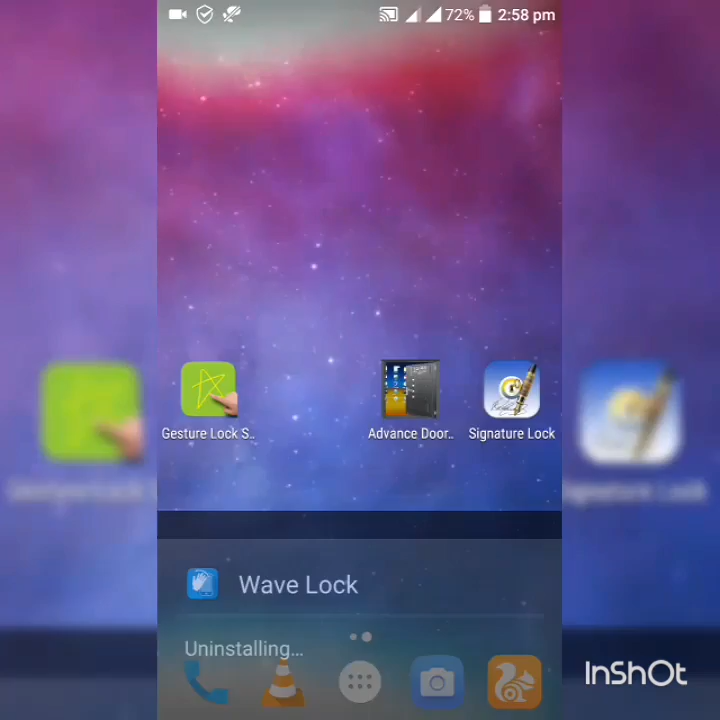 72% 2:58 pm
Gesture Lock S..
Advance Door..
Signature Lock
Wave Lock
Uninstalling...
InShOt